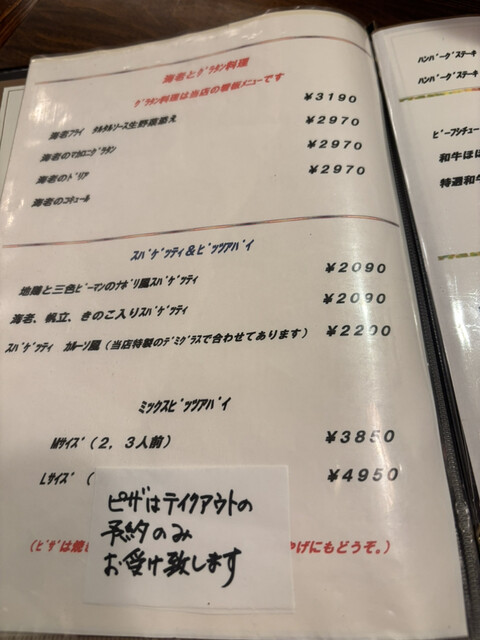 海老とｸﾞﾗﾀﾝ料理
ｸﾞﾗﾀﾝ料理は当店の看板ﾒﾆｭｰです
海老ﾌﾗｲ　ﾀﾙﾀﾙｿｰｽ生野菜添え ¥3190
海老のﾏｶﾛﾆｸﾞﾗﾀﾝ ¥2970
海老のﾄﾞﾘｱ ¥2970
海老のｺｷｭｰﾙ ¥2970
ｽﾊﾟｹﾞｯﾃｨ＆ﾋﾟｯﾂｱﾊﾟｲ
地鶏と三色ﾋﾟｰﾏﾝのﾅﾎﾟﾘ風ｽﾊﾟｹﾞｯﾃｨ ¥2090
海老、帆立、きのこ入りｽﾊﾟｹﾞｯﾃｨ ¥2090
ｽﾊﾟｹﾞｯﾃｨ　ｶﾙｰｿ風（当店特製のﾃﾞﾐｸﾞﾗｽで合わせてあります） ¥2200
ﾐｯｸｽﾋﾟｯﾂｱﾊﾟｲ
Mｻｲｽﾞ（２，３人前） ¥3850
Lｻｲｽﾞ（ ¥4950
ピザはテイクアウトの
予約のみ
お受け致します
（ﾋﾟｻﾞは焼 やげにもどうぞ。）
ﾊﾝﾊﾞｰｸﾞｽﾃｰｷ
ﾊﾝﾊﾞｰｸﾞｽﾃｰｷ
ﾋﾞｰﾌｼﾁｭｰ
和牛ほほ
特選和牛